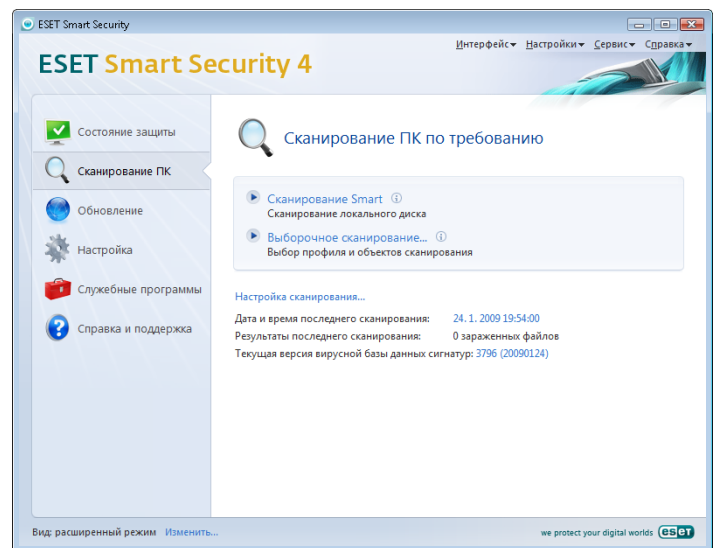 ESET Smart Security
Интерфейс Настройки Сервис Справка
ESET Smart Security 4
Состояние защиты
Сканирование ПК
Обновление
Настройка
Служебные программы
Справка и поддержка
Сканирование ПК по требованию
Сканирование Smart
Сканирование локального диска
Выборочное сканирование...
Выбор профиля и объектов сканирования
Настройка сканирования...
Дата и время последнего сканирования: 24. 1. 2009 19:54:00
Результаты последнего сканирования: 0 зараженных файлов
Текущая версия вирусной базы данных сигнатур: 3796 (20090124)
Вид: расширенный режим Изменить...
we protect your digital worlds eset